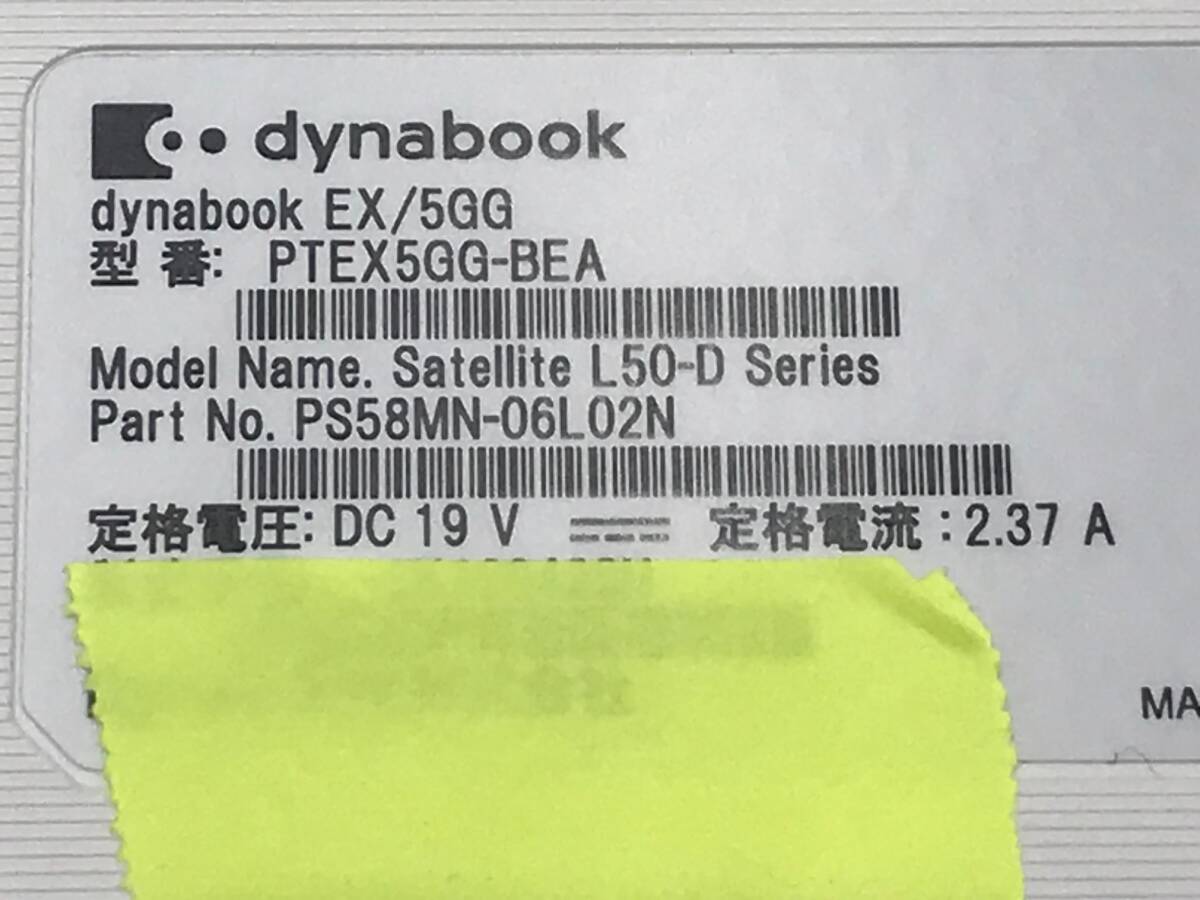 dynabook
dynabook EX/5GG
型 番: PTEX5GG-BEA
Model Name. Satellite L50-D Series
Part No. PS58MN-06L02N
定格電圧: DC 19 V ⎓ 定格電流 : 2.37 A
MA